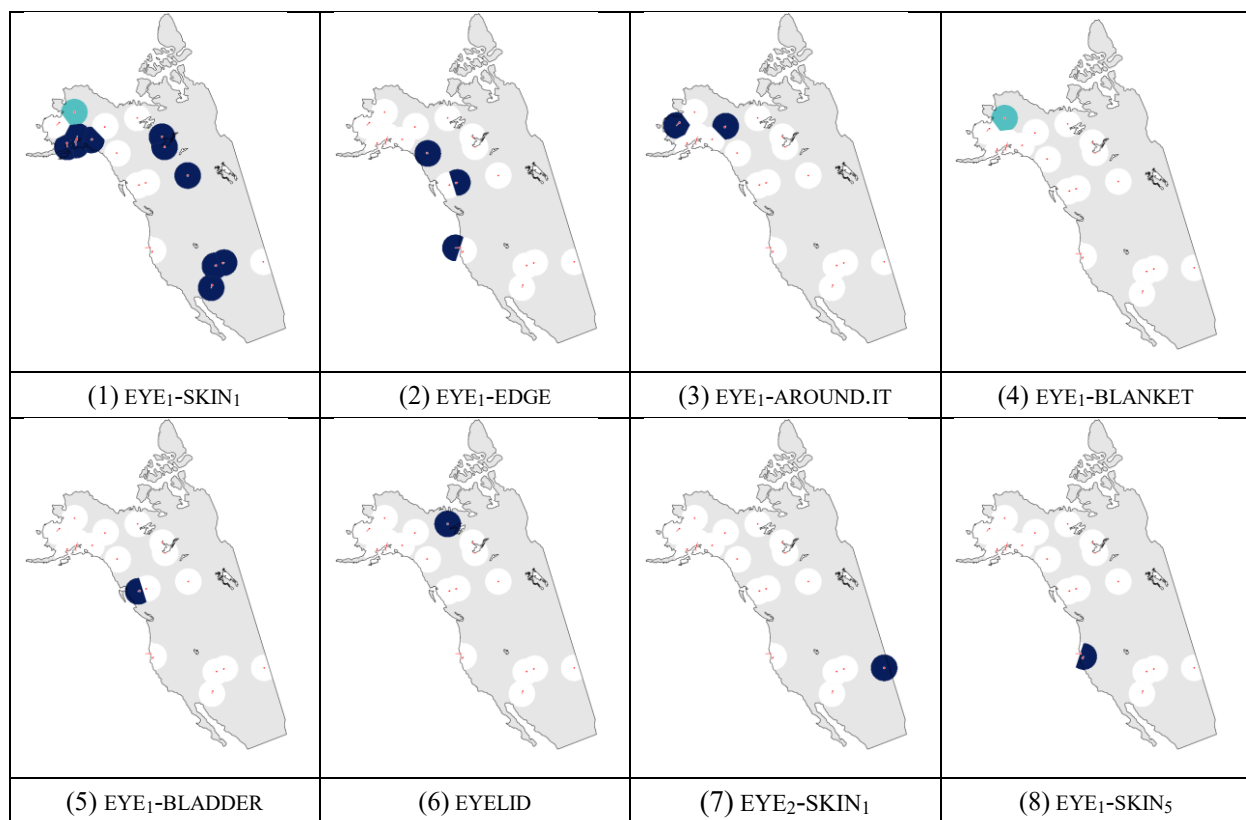 (1) EYE₁-SKIN₁
(2) EYE₁-EDGE
(3) EYE₁-AROUND.IT
(4) EYE₁-BLANKET
(5) EYE₁-BLADDER
(6) EYELID
(7) EYE₂-SKIN₁
(8) EYE₁-SKIN₅